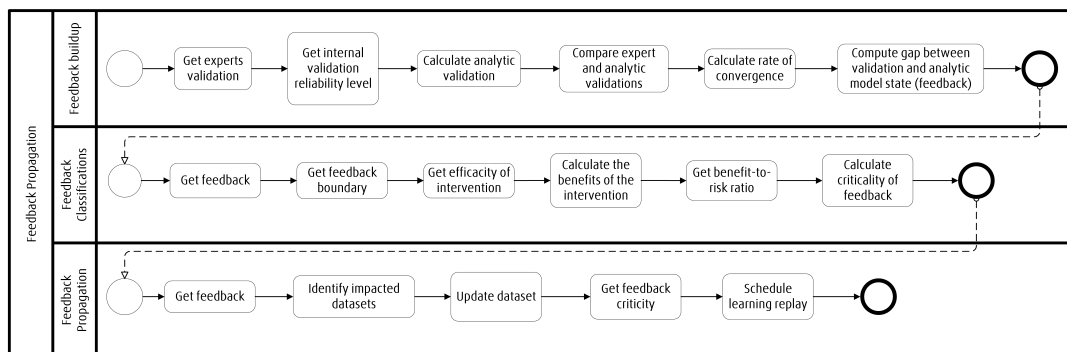 Feedback Propagation
Feedback buildup
Get experts
validation
Get internal
validation
reliability level
Calculate analytic
validation
Compare expert
and analytic
validations
Calculate rate of
convergence
Compute gap between
validation and analytic
model state (feedback)
Feedback
Classifications
Get feedback
Get feedback
boundary
Get efficacy of
intervention
Calculate the
benefits of the
intervention
Get benefit-to-
risk ratio
Calculate
criticality of
feedback
Feedback
Propagation
Get feedback
Identify impacted
datasets
Update dataset
Get feedback
criticity
Schedule
learning replay